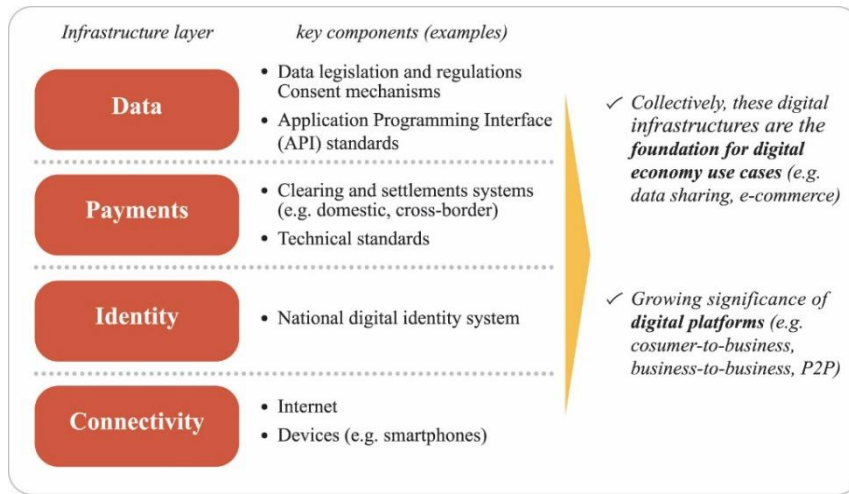 Infrastructure layer
key components (examples)
Data
• Data legislation and regulations
Consent mechanisms
• Application Programming Interface
(API) standards
Payments
• Clearing and settlements systems
(e.g. domestic, cross-border)
• Technical standards
Identity
• National digital identity system
Connectivity
• Internet
• Devices (e.g. smartphones)
✓ Collectively, these digital
infrastructures are the
foundation for digital
economy use cases (e.g.
data sharing, e-commerce)
✓ Growing significance of
digital platforms (e.g.
cosumer-to-business,
business-to-business, P2P)